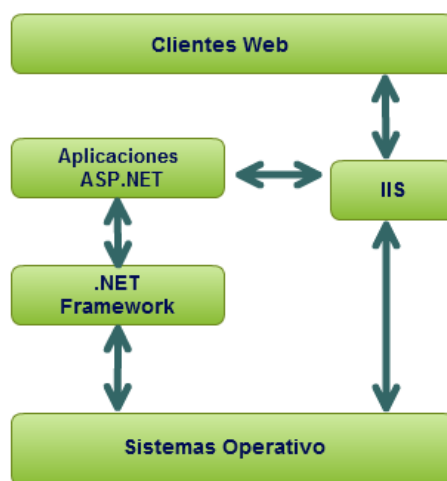 Clientes Web
Aplicaciones
ASP.NET
IIS
.NET
Framework
Sistemas Operativo